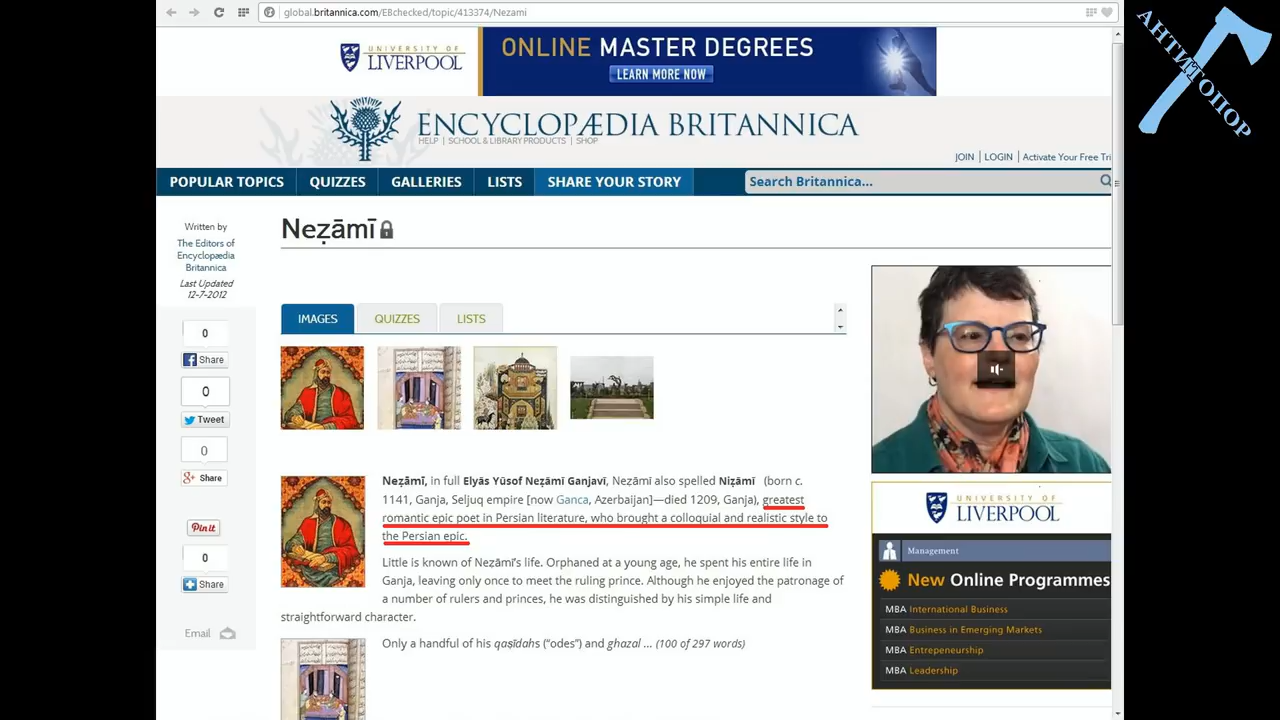 global.britannica.com/EBchecked/topic/413374/Nezami
АНТИТОПОР
UNIVERSITY OF
LIVERPOOL
ONLINE MASTER DEGREES
LEARN MORE NOW
ENCYCLOPÆDIA BRITANNICA
HELP | SCHOOL & LIBRARY PRODUCTS | SHOP
JOIN | LOGIN | Activate Your Free Tri
POPULAR TOPICS QUIZZES GALLERIES LISTS SHARE YOUR STORY Search Britannica...
Written by
The Editors of
Encyclopædia
Britannica
Last Updated
12-7-2012
0
Share
0
Tweet
0
Share
Pin it
0
Share
Email
Neẓāmī
IMAGES QUIZZES LISTS
Neẓāmī, in full Elyās Yūsof Neẓāmī Ganjavī, Neẓāmī also spelled Niẓāmī (born c.
1141, Ganja, Seljuq empire [now Ganca, Azerbaijan]—died 1209, Ganja), greatest
romantic epic poet in Persian literature, who brought a colloquial and realistic style to
the Persian epic.
Little is known of Neẓāmī's life. Orphaned at a young age, he spent his entire life in
Ganja, leaving only once to meet the ruling prince. Although he enjoyed the patronage of
a number of rulers and princes, he was distinguished by his simple life and
straightforward character.
Only a handful of his qaṣīdahs (“odes”) and ghazal ... (100 of 297 words)
UNIVERSITY OF
LIVERPOOL
Management
New Online Programmes
MBA International Business
MBA Business in Emerging Markets
MBA Entrepeneurship
MBA Leadership